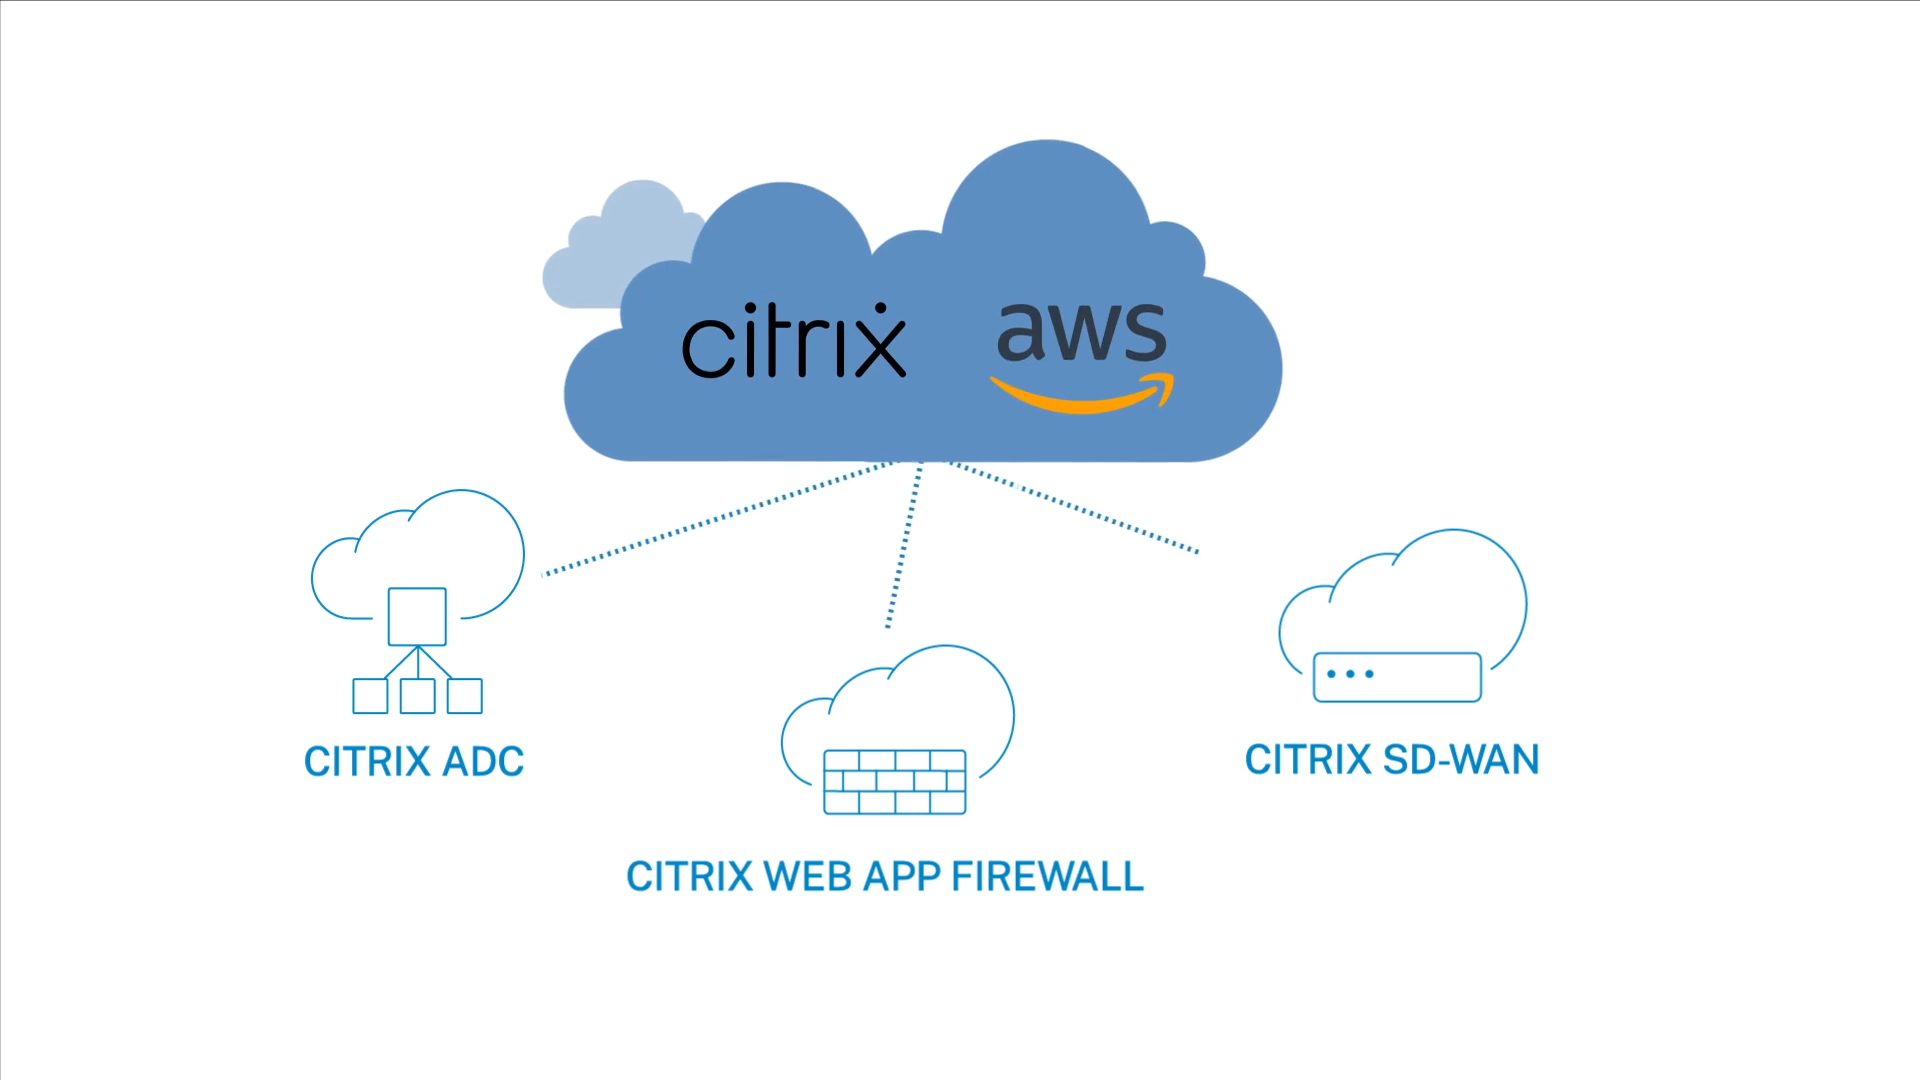 citrix
aws
CITRIX ADC
CITRIX SD-WAN
CITRIX WEB APP FIREWALL